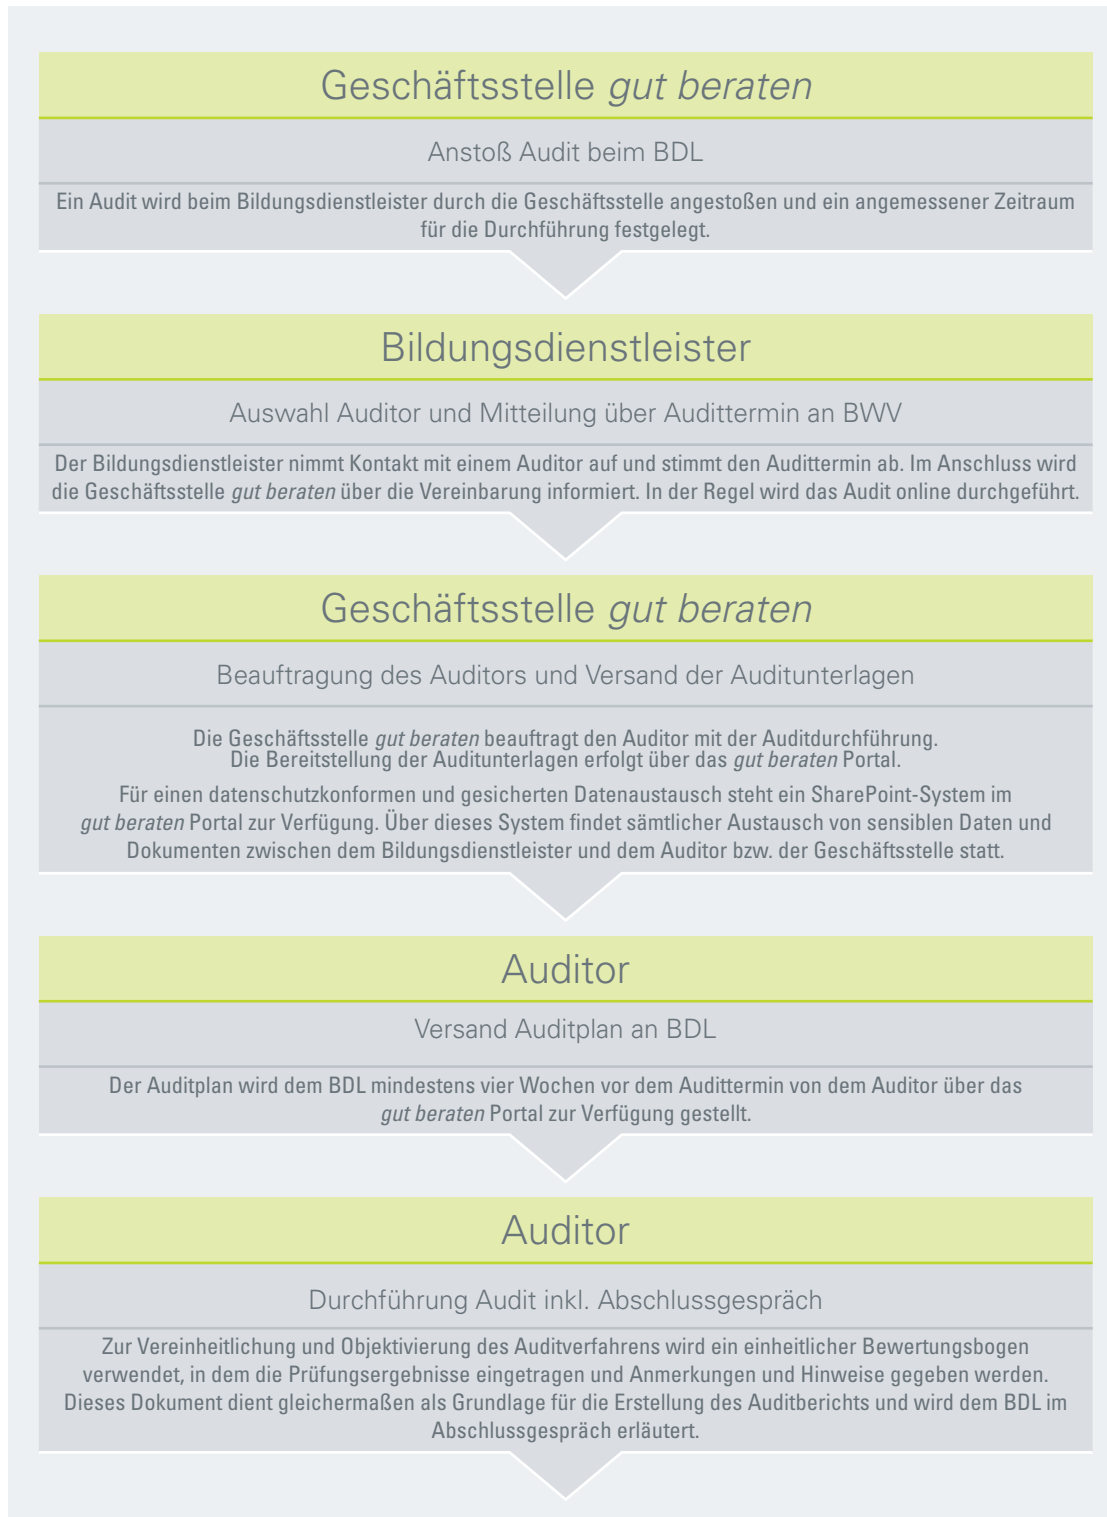 Geschäftsstelle gut beraten
Anstoß Audit beim BDL
Ein Audit wird beim Bildungsdienstleister durch die Geschäftsstelle angestoßen und ein angemessener Zeitraum
für die Durchführung festgelegt.
Bildungsdienstleister
Auswahl Auditor und Mitteilung über Audittermin an BWV
Der Bildungsdienstleister nimmt Kontakt mit einem Auditor auf und stimmt den Audittermin ab. Im Anschluss wird
die Geschäftsstelle gut beraten über die Vereinbarung informiert. In der Regel wird das Audit online durchgeführt.
Geschäftsstelle gut beraten
Beauftragung des Auditors und Versand der Auditunterlagen
Die Geschäftsstelle gut beraten beauftragt den Auditor mit der Auditdurchführung.
Die Bereitstellung der Auditunterlagen erfolgt über das gut beraten Portal.
Für einen datenschutzkonformen und gesicherten Datenaustausch steht ein SharePoint-System im
gut beraten Portal zur Verfügung. Über dieses System findet sämtlicher Austausch von sensiblen Daten und
Dokumenten zwischen dem Bildungsdienstleister und dem Auditor bzw. der Geschäftsstelle statt.
Auditor
Versand Auditplan an BDL
Der Auditplan wird dem BDL mindestens vier Wochen vor dem Audittermin von dem Auditor über das
gut beraten Portal zur Verfügung gestellt.
Auditor
Durchführung Audit inkl. Abschlussgespräch
Zur Vereinheitlichung und Objektivierung des Auditverfahrens wird ein einheitlicher Bewertungsbogen
verwendet, in dem die Prüfungsergebnisse eingetragen und Anmerkungen und Hinweise gegeben werden.
Dieses Dokument dient gleichermaßen als Grundlage für die Erstellung des Auditberichts und wird dem BDL im
Abschlussgespräch erläutert.